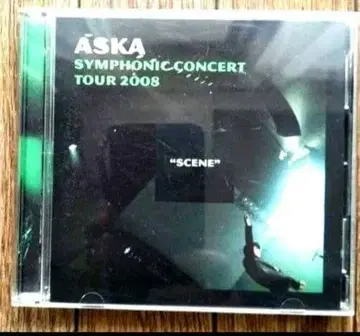 ASKA
SYMPHONIC CONCERT
TOUR 2008
"SCENE"